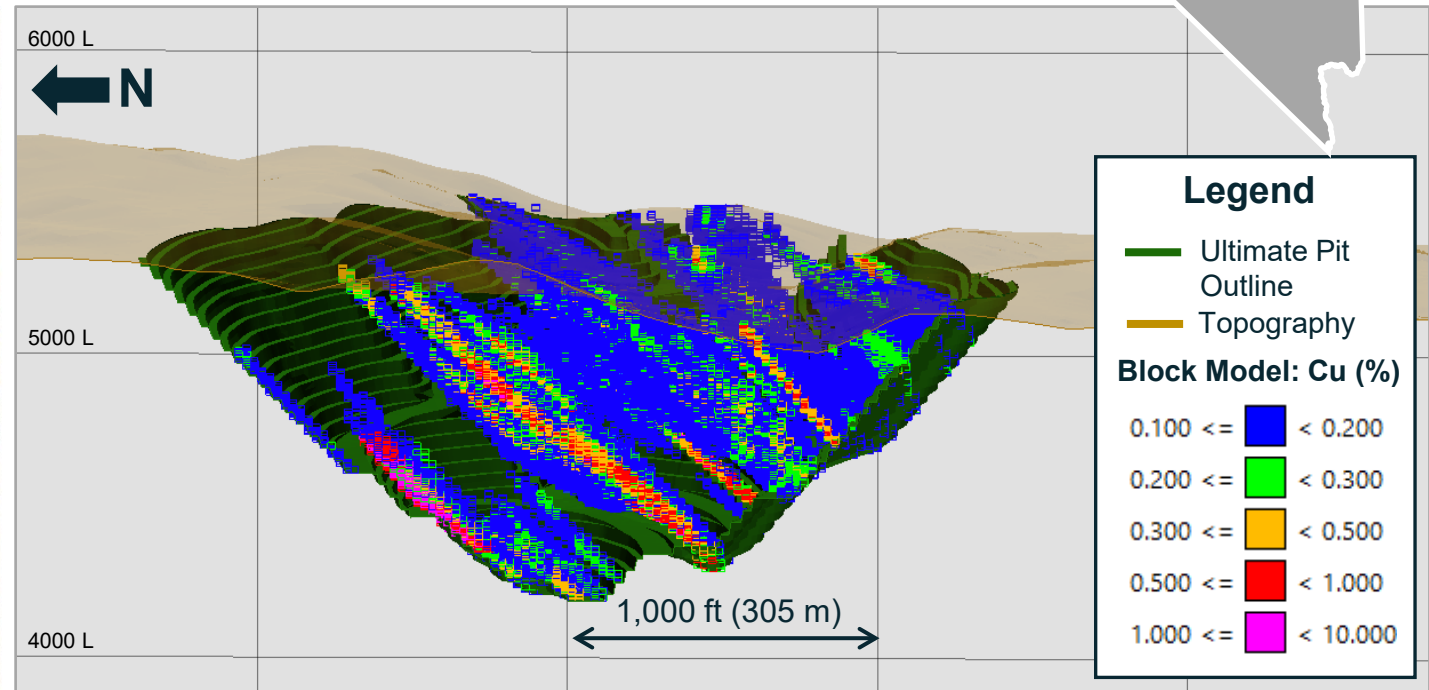 6000 L
N
5000 L
4000 L
1,000 ft (305 m)
Legend
Ultimate Pit
Outline
Topography
Block Model: Cu (%)
0.100 <= < 0.200
0.200 <= < 0.300
0.300 <= < 0.500
0.500 <= < 1.000
1.000 <= < 10.000